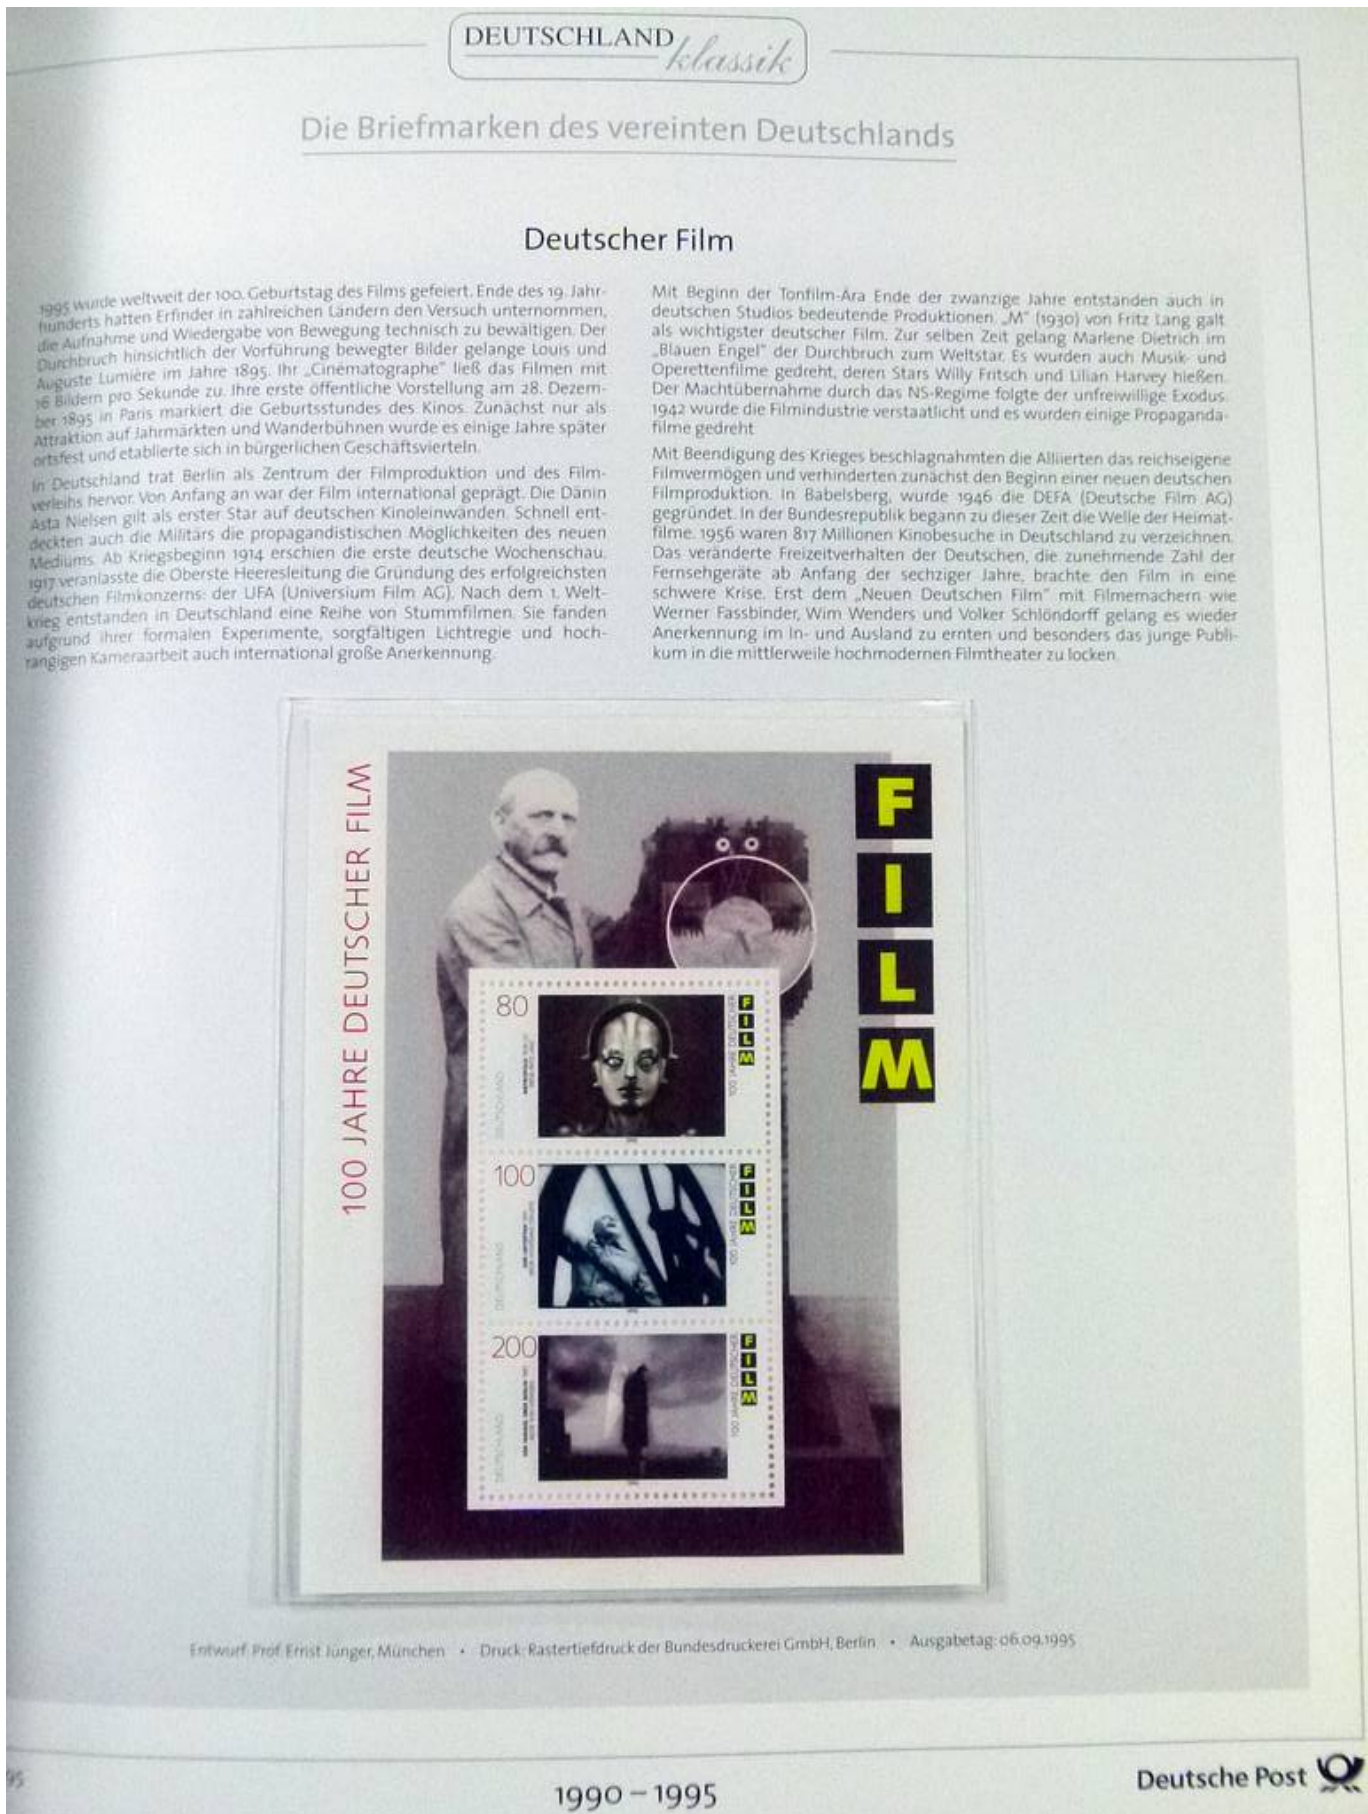 DEUTSCHLAND
klassik
Die Briefmarken des vereinten Deutschlands
Deutscher Film
1995 wurde weltweit der 100. Geburtstag des Films gefeiert. Ende des 19. Jahr-
hunderts hatten Erfinder in zahlreichen Ländern den Versuch unternommen,
die Aufnahme und Wiedergabe von Bewegung technisch zu bewältigen. Der
Durchbruch hinsichtlich der Vorführung bewegter Bilder gelange Louis und
Auguste Lumière im Jahre 1895. Ihr „Cinématographe" ließ das Filmen mit
16 Bildern pro Sekunde zu. Ihre erste öffentliche Vorstellung am 28. Dezem-
ber 1895 in Paris markiert die Geburtsstundes des Kinos. Zunächst nur als
Attraktion auf Jahrmärkten und Wanderbühnen wurde es einige Jahre später
ortsfest und etablierte sich in bürgerlichen Geschäftsvierteln.
In Deutschland trat Berlin als Zentrum der Filmproduktion und des Film-
verleihs hervor. Von Anfang an war der Film international geprägt. Die Dänin
Asta Nielsen gilt als erster Star auf deutschen Kinoleinwänden. Schnell ent-
deckten auch die Militärs die propagandistischen Möglichkeiten des neuen
Mediums. Ab Kriegsbeginn 1914 erschien die erste deutsche Wochenschau.
1917 veranlasste die Oberste Heeresleitung die Gründung des erfolgreichsten
deutschen Filmkonzerns: der UFA (Universium Film AG). Nach dem 1. Welt-
krieg entstanden in Deutschland eine Reihe von Stummfilmen. Sie fanden
aufgrund ihrer formalen Experimente, sorgfältigen Lichtregie und hoch-
rangigen Kameraarbeit auch international große Anerkennung.
Mit Beginn der Tonfilm-Ära Ende der zwanzige Jahre entstanden auch in
deutschen Studios bedeutende Produktionen. „M" (1930) von Fritz Lang galt
als wichtigster deutscher Film. Zur selben Zeit gelang Marlene Dietrich im
„Blauen Engel" der Durchbruch zum Weltstar. Es wurden auch Musik- und
Operettenfilme gedreht, deren Stars Willy Fritsch und Lilian Harvey hießen.
Der Machtübernahme durch das NS-Regime folgte der unfreiwillige Exodus.
1942 wurde die Filmindustrie verstaatlicht und es wurden einige Propaganda-
filme gedreht
Mit Beendigung des Krieges beschlagnahmten die Alliierten das reichseigene
Filmvermögen und verhinderten zunächst den Beginn einer neuen deutschen
Filmproduktion. In Babelsberg, wurde 1946 die DEFA (Deutsche Film AG)
gegründet. In der Bundesrepublik begann zu dieser Zeit die Welle der Heimat-
filme. 1956 waren 817 Millionen Kinobesuche in Deutschland zu verzeichnen.
Das veränderte Freizeitverhalten der Deutschen, die zunehmende Zahl der
Fernsehgeräte ab Anfang der sechziger Jahre, brachte den Film in eine
schwere Krise. Erst dem „Neuen Deutschen Film" mit Filmemachern wie
Werner Fassbinder, Wim Wenders und Volker Schlöndorff gelang es wieder
Anerkennung im In- und Ausland zu ernten und besonders das junge Publi-
kum in die mittlerweile hochmodernen Filmtheater zu locken.
100 JAHRE DEUTSCHER FILM
FILM
80
DEUTSCHLAND
100 JAHRE DEUTSCHER
FILM
100
DEUTSCHLAND
100 JAHRE DEUTSCHER
FILM
200
DEUTSCHLAND
100 JAHRE DEUTSCHER
FILM
Entwurf: Prof. Ernst Jünger, München • Druck: Rastertiefdruck der Bundesdruckerei GmbH, Berlin • Ausgabetag: 06.09.1995
1990 – 1995
Deutsche Post